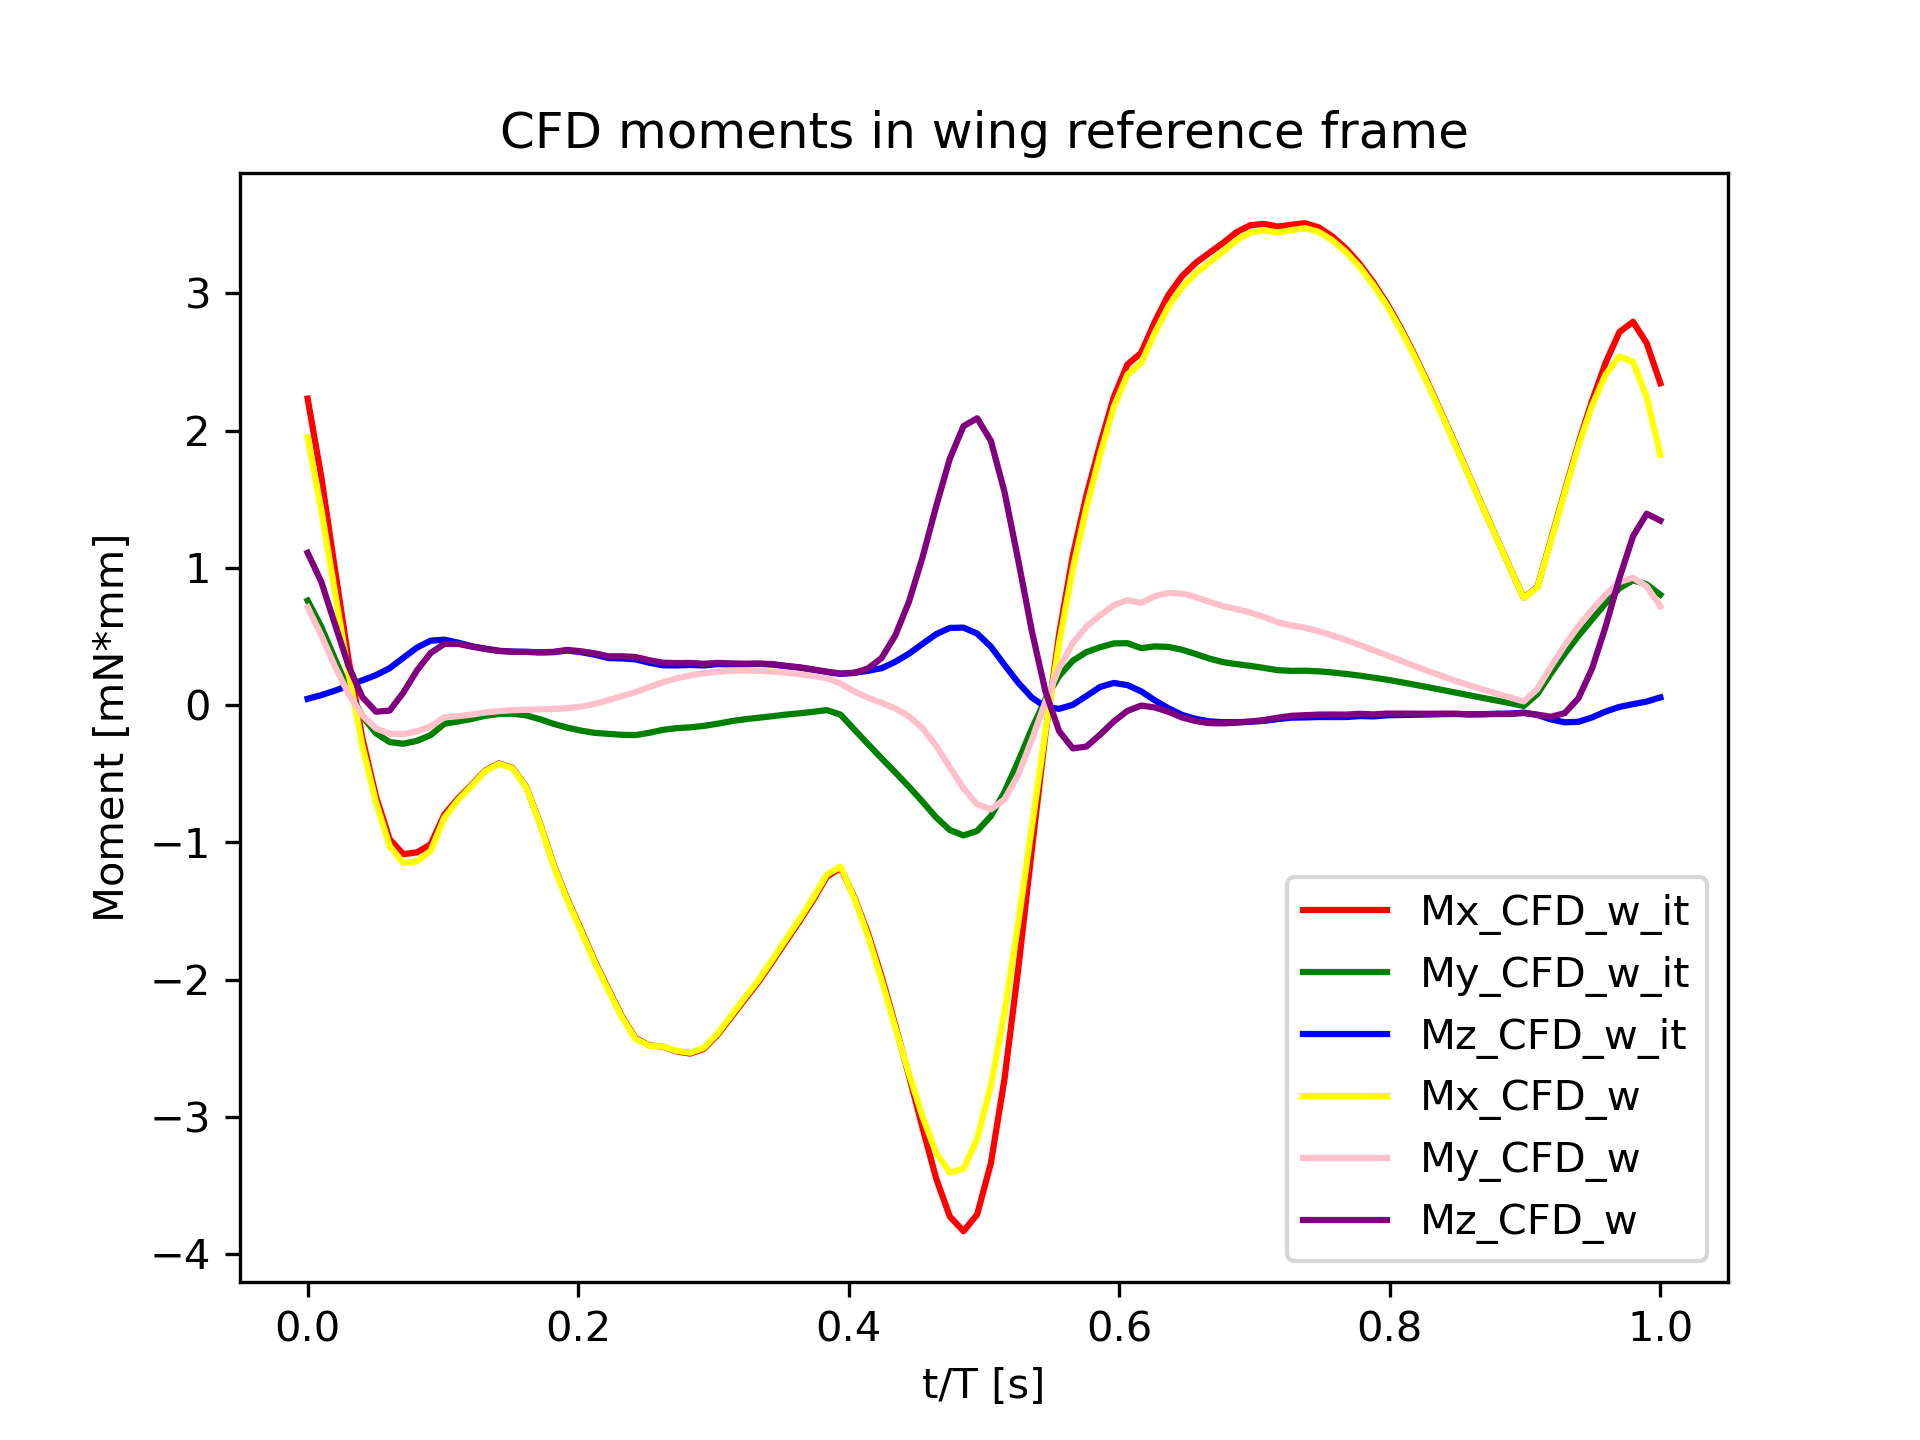 CFD moments in wing reference frame
Moment [mN*mm]
3
2
1
0
−1
−2
−3
−4
0.0 0.2 0.4 0.6 0.8 1.0
t/T [s]
Mx_CFD_w_it
My_CFD_w_it
Mz_CFD_w_it
Mx_CFD_w
My_CFD_w
Mz_CFD_w